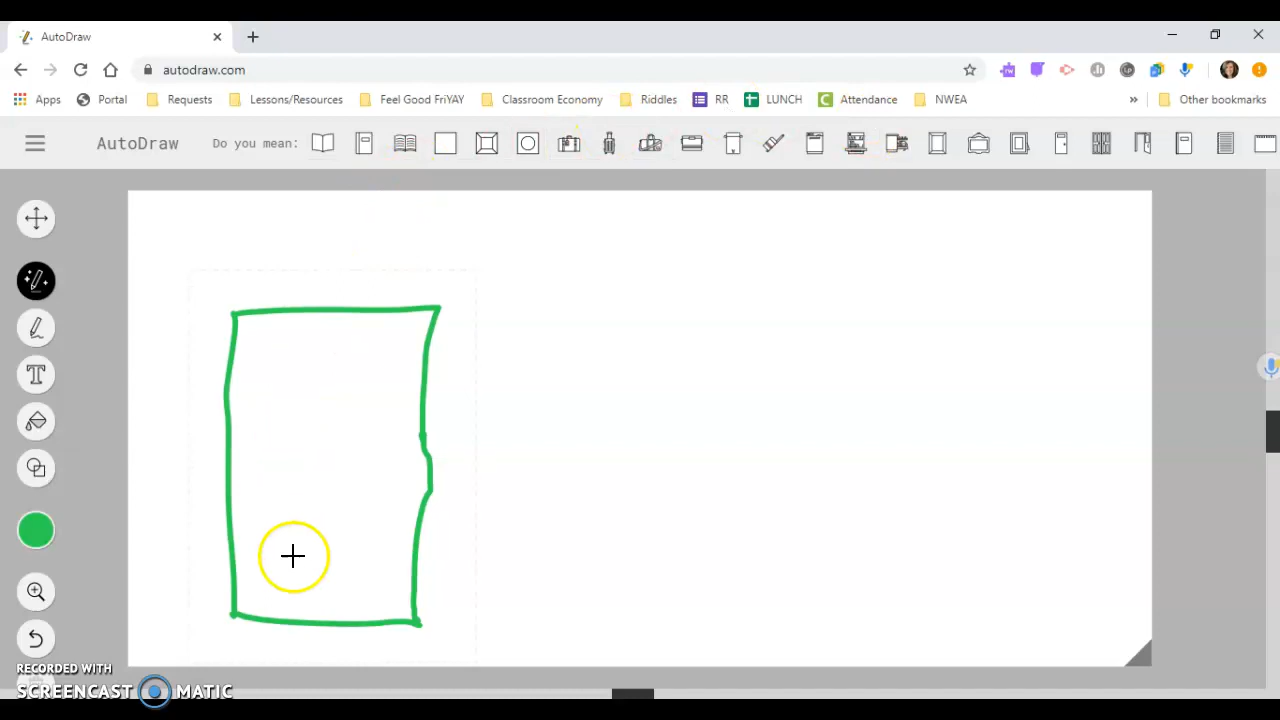 AutoDraw
autodraw.com
Apps Portal Requests Lessons/Resources Feel Good FriYAY Classroom Economy Riddles RR LUNCH Attendance NWEA » Other bookmarks
AutoDraw Do you mean:
T
RECORDED WITH
SCREENCAST MATIC